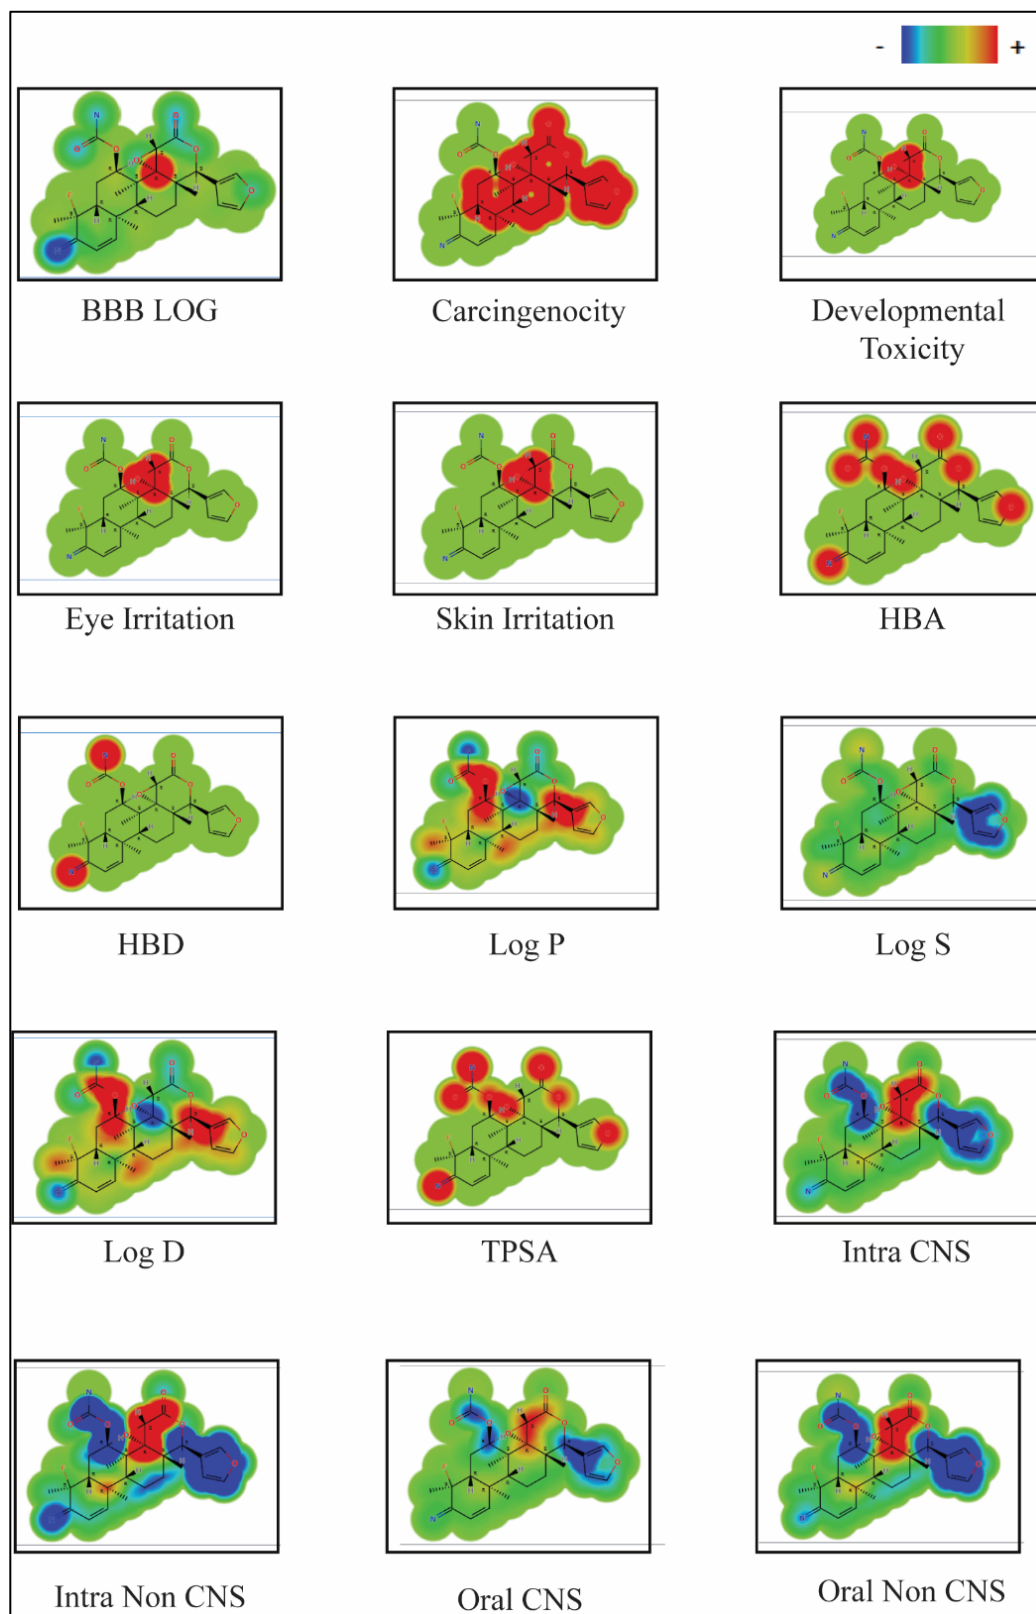 - +
BBB LOG
Carcingenocity
Developmental
Toxicity
Eye Irritation
Skin Irritation
HBA
HBD
Log P
Log S
Log D
TPSA
Intra CNS
Intra Non CNS
Oral CNS
Oral Non CNS